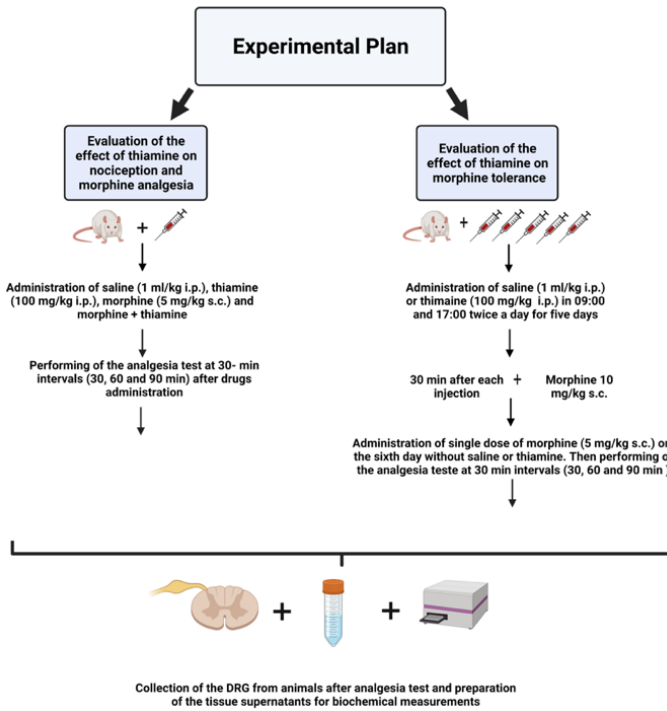 Experimental Plan
Evaluation of the
effect of thiamine on
nociception and
morphine analgesia
Evaluation of the
effect of thiamine on
morphine tolerance
+
+
Administration of saline (1 ml/kg i.p.), thiamine
(100 mg/kg i.p.), morphine (5 mg/kg s.c.) and
morphine + thiamine
Administration of saline (1 ml/kg i.p.)
or thimaine (100 mg/kg i.p.) in 09:00
and 17:00 twice a day for five days
Performing of the analgesia test at 30- min
intervals (30, 60 and 90 min) after drugs
administration
30 min after each
injection
+
Morphine 10
mg/kg s.c.
Administration of single dose of morphine (5 mg/kg s.c.) on
the sixth day without saline or thiamine. Then performing o
the analgesia teste at 30 min intervals (30, 60 and 90 min )
+
+
Collection of the DRG from animals after analgesia test and preparation
of the tissue supernatants for biochemical measurements